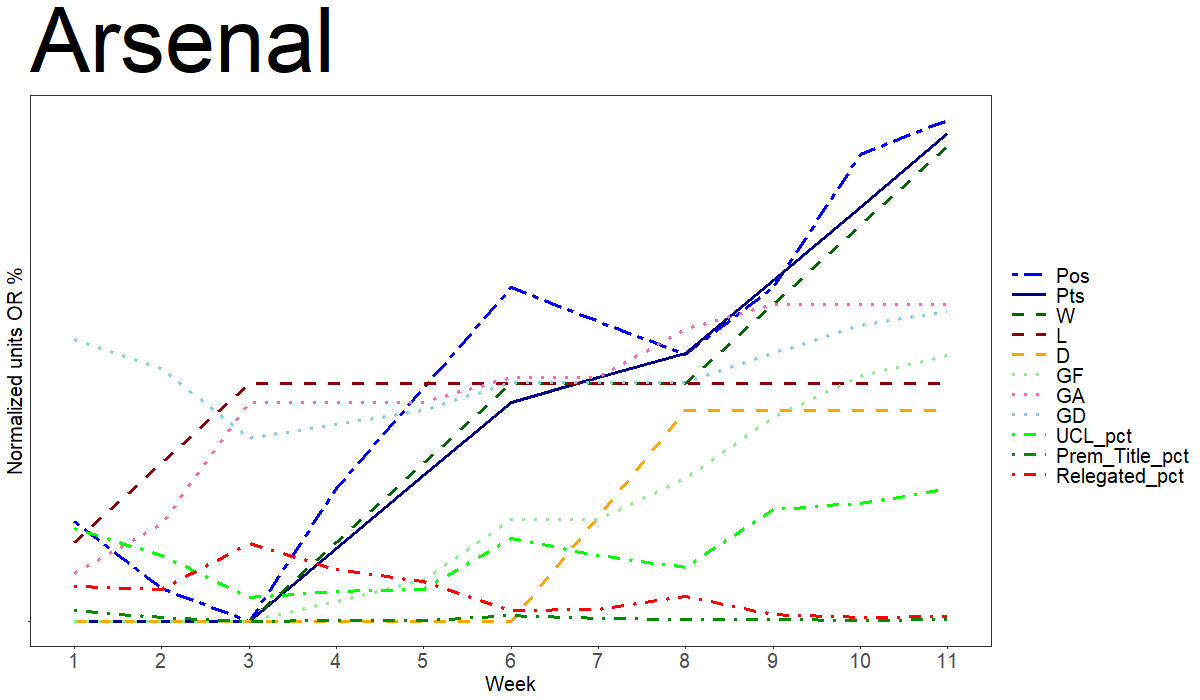 Arsenal
Normalized units OR %
Pos
Pts
W
L
D
GF
GA
GD
UCL_pct
Prem_Title_pct
Relegated_pct
1 2 3 4 5 6 7 8 9 10 11
Week